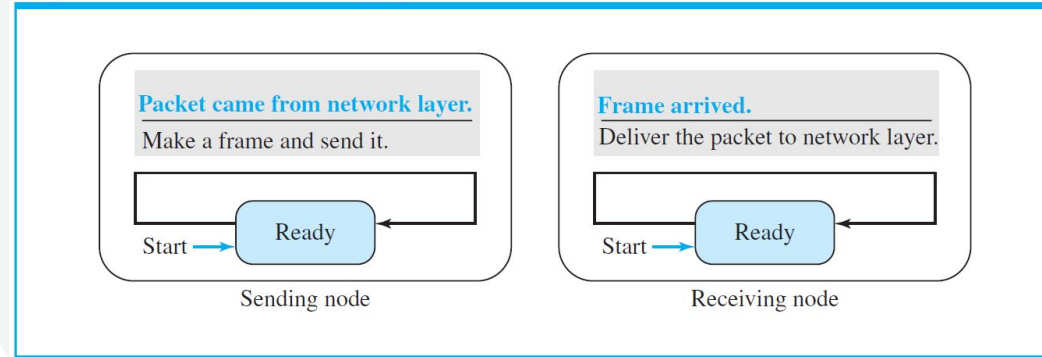 Packet came from network layer.
Make a frame and send it.
Start
Ready
Sending node
Frame arrived.
Deliver the packet to network layer.
Start
Ready
Receiving node